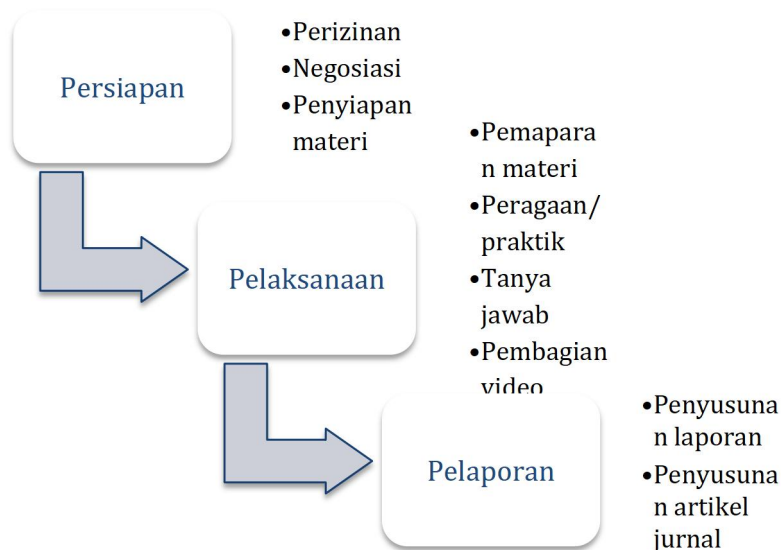 Persiapan
•Perizinan
•Negosiasi
•Penyiapan
materi
Pelaksanaan
•Pemapara
n materi
•Peragaan/
praktik
•Tanya
jawab
•Pembagian
video
Pelaporan
•Penyusuna
n laporan
•Penyusuna
n artikel
jurnal